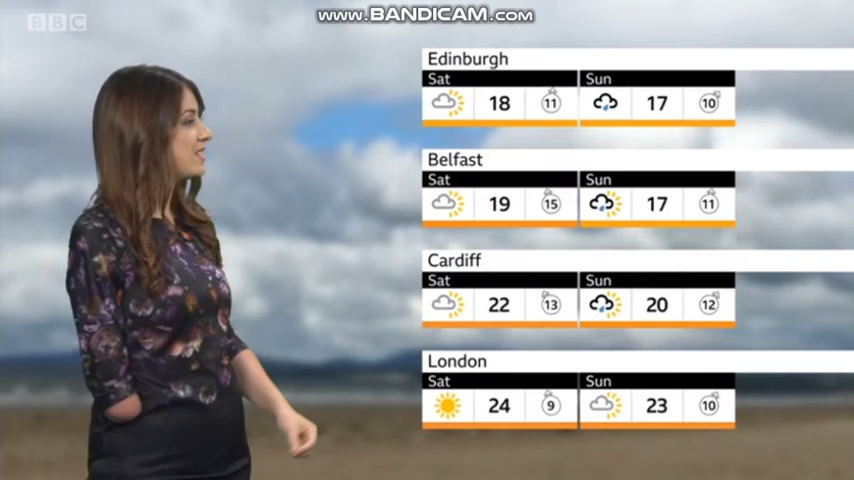 BBC
www.BANDICAM.com
Edinburgh
Sat Sun
18 11 17 10
Belfast
Sat Sun
19 15 17 11
Cardiff
Sat Sun
22 13 20 12
London
Sat Sun
24 9 23 10